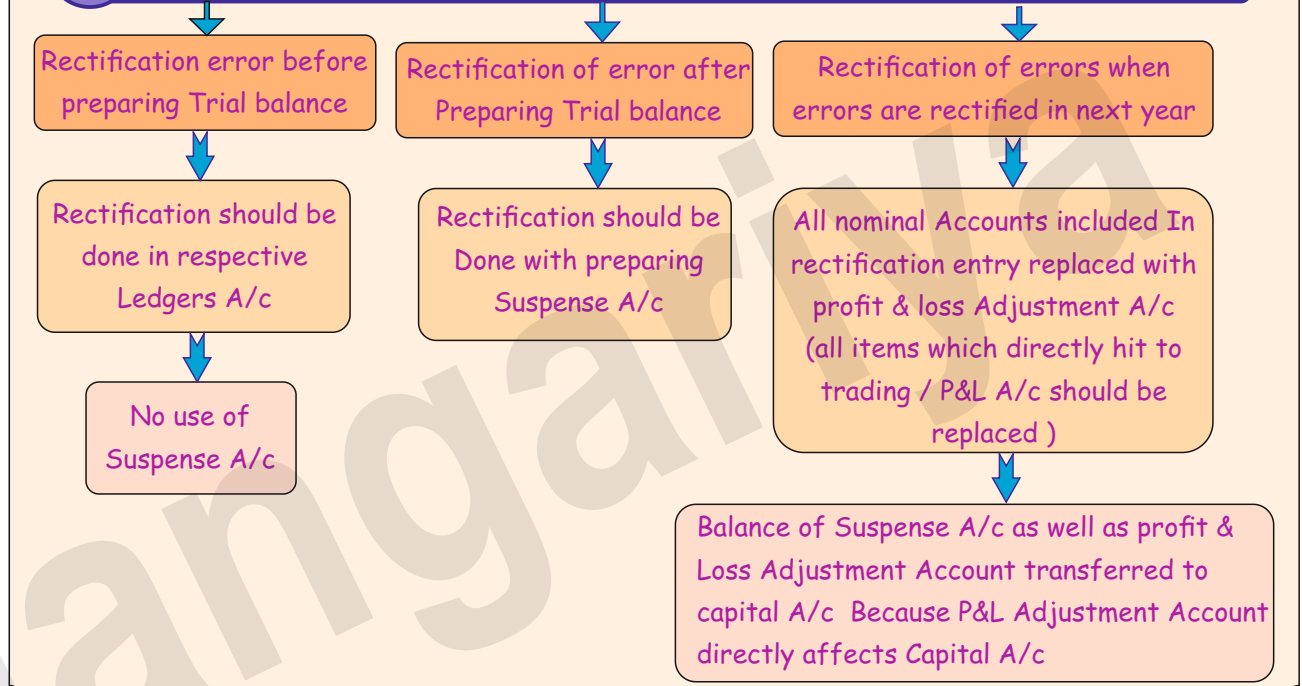 Rectification error before
preparing Trial balance
Rectification should be
done in respective
Ledgers A/c
No use of
Suspense A/c
Rectification of error after
Preparing Trial balance
Rectification should be
Done with preparing
Suspense A/c
Rectification of errors when
errors are rectified in next year
All nominal Accounts included In
rectification entry replaced with
profit & loss Adjustment A/c
(all items which directly hit to
trading / P&L A/c should be
replaced )
Balance of Suspense A/c as well as profit &
Loss Adjustment Account transferred to
capital A/c Because P&L Adjustment Account
directly affects Capital A/c
angariya